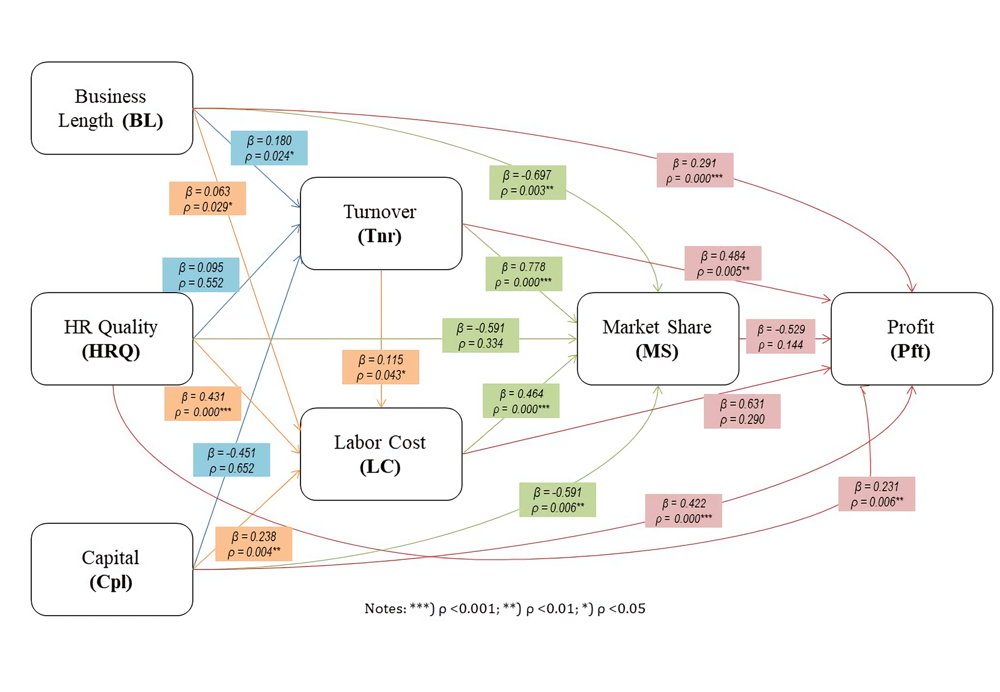 Business
Length (BL)
β = 0.180
ρ = 0.024*
β = 0.291
ρ = 0.000***
β = -0.697
ρ = 0.003**
β = 0.063
ρ = 0.029*
Turnover
(Tnr)
β = 0.484
ρ = 0.005**
β = 0.778
ρ = 0.000***
β = 0.095
ρ = 0.552
HR Quality
(HRQ)
β = -0.591
ρ = 0.334
Market Share
(MS)
β = -0.529
ρ = 0.144
Profit
(Pft)
β = 0.115
ρ = 0.043*
β = 0.431
ρ = 0.000***
β = 0.464
ρ = 0.000***
β = 0.631
ρ = 0.290
Labor Cost
(LC)
β = -0.451
ρ = 0.652
β = -0.591
ρ = 0.006**
β = 0.422
ρ = 0.000***
β = 0.231
ρ = 0.006**
β = 0.238
ρ = 0.004**
Capital
(Cpl)
Notes: ***) ρ <0.001; **) ρ <0.01; *) ρ <0.05